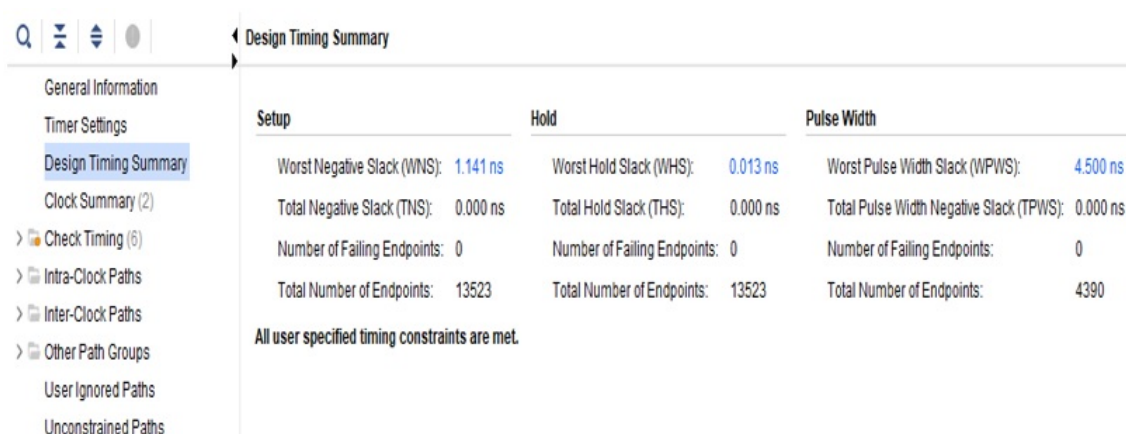 Design Timing Summary
General Information
Timer Settings
Design Timing Summary
Clock Summary (2)
Check Timing (6)
Intra-Clock Paths
Inter-Clock Paths
Other Path Groups
User Ignored Paths
Unconstrained Paths
Setup Hold Pulse Width
Worst Negative Slack (WNS): 1.141 ns Worst Hold Slack (WHS): 0.013 ns Worst Pulse Width Slack (WPWS): 4.500 ns
Total Negative Slack (TNS): 0.000 ns Total Hold Slack (THS): 0.000 ns Total Pulse Width Negative Slack (TPWS): 0.000 ns
Number of Failing Endpoints: 0 Number of Failing Endpoints: 0 Number of Failing Endpoints: 0
Total Number of Endpoints: 13523 Total Number of Endpoints: 13523 Total Number of Endpoints: 4390
All user specified timing constraints are met.